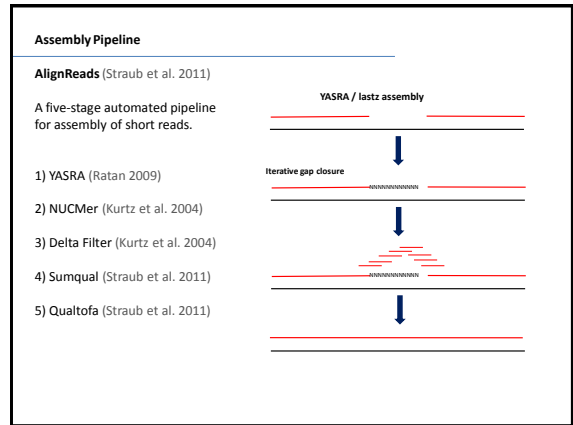 Assembly Pipeline
AlignReads (Straub et al. 2011)
A five-stage automated pipeline
for assembly of short reads.
1) YASRA (Ratan 2009)
2) NUCMer (Kurtz et al. 2004)
3) Delta Filter (Kurtz et al. 2004)
4) Sumqual (Straub et al. 2011)
5) Qualtofa (Straub et al. 2011)
YASRA / lastz assembly
Iterative gap closure
NNNNNNNNNNNN
NNNNNNNNNNNN